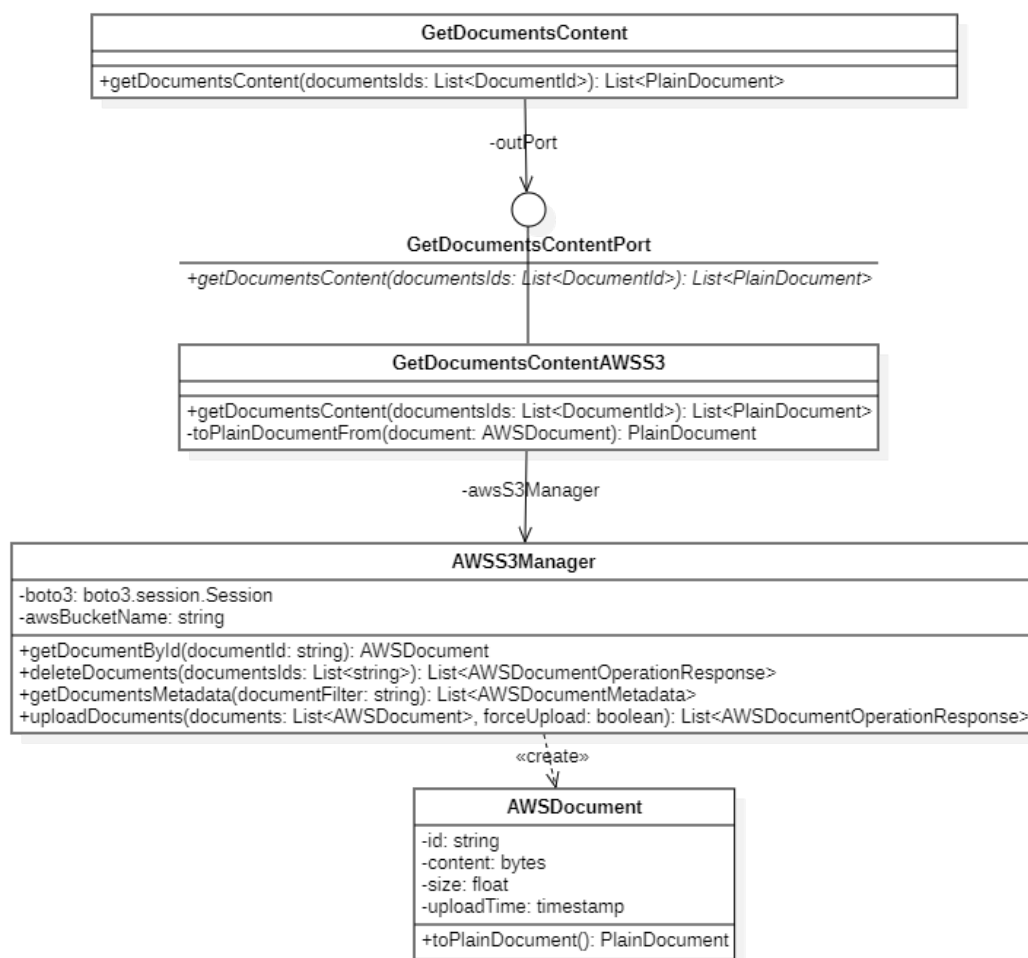 GetDocumentsContent
+getDocumentsContent(documentsIds: List<DocumentId>): List<PlainDocument>
-outPort
GetDocumentsContentPort
+getDocumentsContent(documentsIds: List<DocumentId>): List<PlainDocument>
GetDocumentsContentAWSS3
+getDocumentsContent(documentsIds: List<DocumentId>): List<PlainDocument>
-toPlainDocumentFrom(document: AWSDocument): PlainDocument
-awsS3Manager
AWSS3Manager
-boto3: boto3.session.Session
-awsBucketName: string
+getDocumentById(documentId: string): AWSDocument
+deleteDocuments(documentsIds: List<string>): List<AWSDocumentOperationResponse>
+getDocumentsMetadata(documentFilter: string): List<AWSDocumentMetadata>
+uploadDocuments(documents: List<AWSDocument>, forceUpload: boolean): List<AWSDocumentOperationResponse>
«create»
AWSDocument
-id: string
-content: bytes
-size: float
-uploadTime: timestamp
+toPlainDocument(): PlainDocument